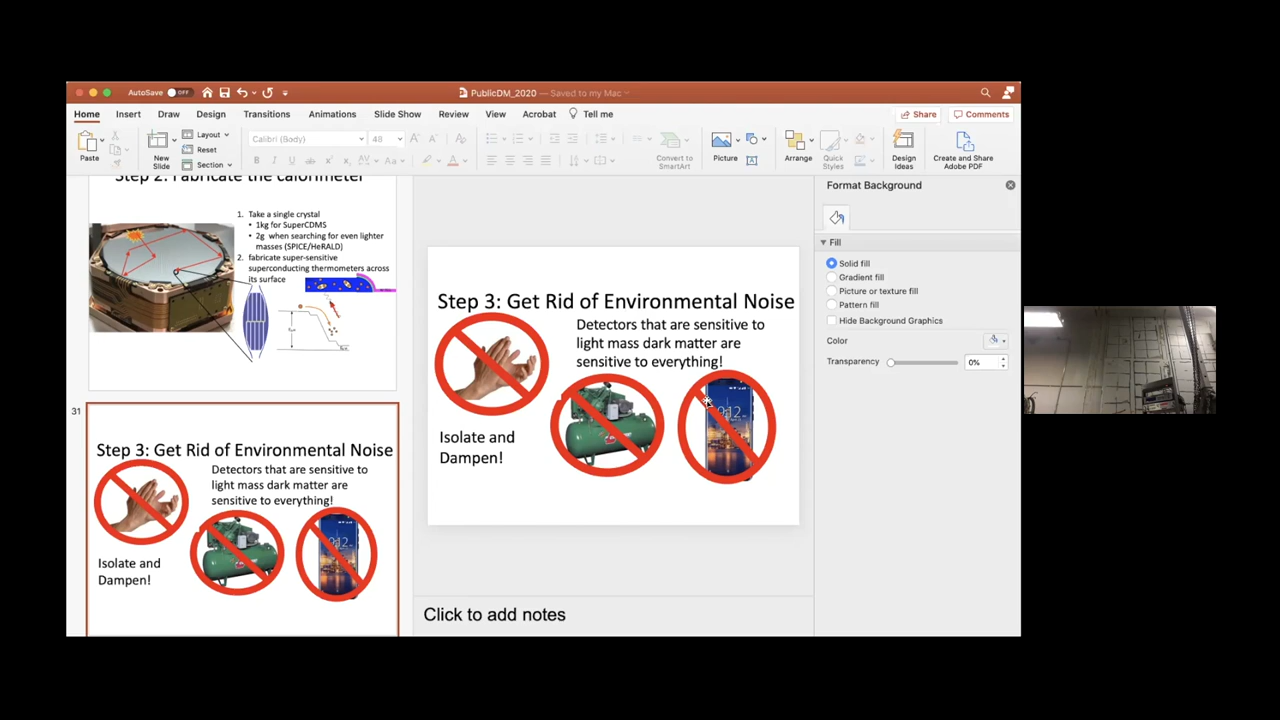 AutoSave OFF
PublicDM_2020 — Saved to my Mac
Home Insert Draw Design Transitions Animations Slide Show Review View Acrobat Tell me
Share Comments
Paste
New
Slide
Layout
Reset
Section
Calibri (Body) 48
Convert to
SmartArt
Picture
Arrange
Quick
Styles
Design
Ideas
Create and Share
Adobe PDF
Step 2: Fabricate the calorimeter
1. Take a single crystal
• 1kg for SuperCDMS
• 2g when searching for even lighter
masses (SPICE/HeRALD)
2. fabricate super-sensitive
superconducting thermometers across
its surface
31
Step 3: Get Rid of Environmental Noise
Detectors that are sensitive to
light mass dark matter are
sensitive to everything!
Isolate and
Dampen!
Step 3: Get Rid of Environmental Noise
Detectors that are sensitive to
light mass dark matter are
sensitive to everything!
Isolate and
Dampen!
Click to add notes
Format Background
Fill
Solid fill
Gradient fill
Picture or texture fill
Pattern fill
Hide Background Graphics
Color
Transparency 0%